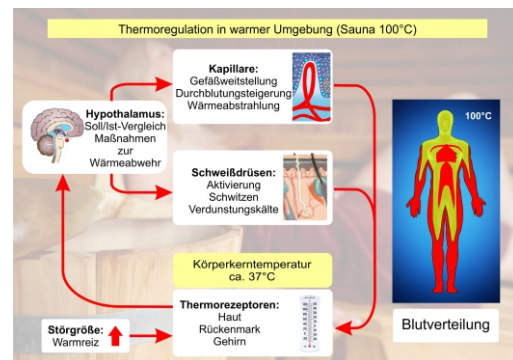 Thermoregulation in warmer Umgebung (Sauna 100°C)
Kapillare:
Gefäßweitstellung
Durchblutungsteigerung
Wärmeabstrahlung
Hypothalamus:
Soll/Ist-Vergleich
Maßnahmen
zur
Wärmeabwehr
Schweißdrüsen:
Aktivierung
Schwitzen
Verdunstungskälte
Körperkerntemperatur
ca. 37°C
Thermorezeptoren:
Haut
Rückenmark
Gehirn
Störgröße:
Warmreiz
100°C
Blutverteilung